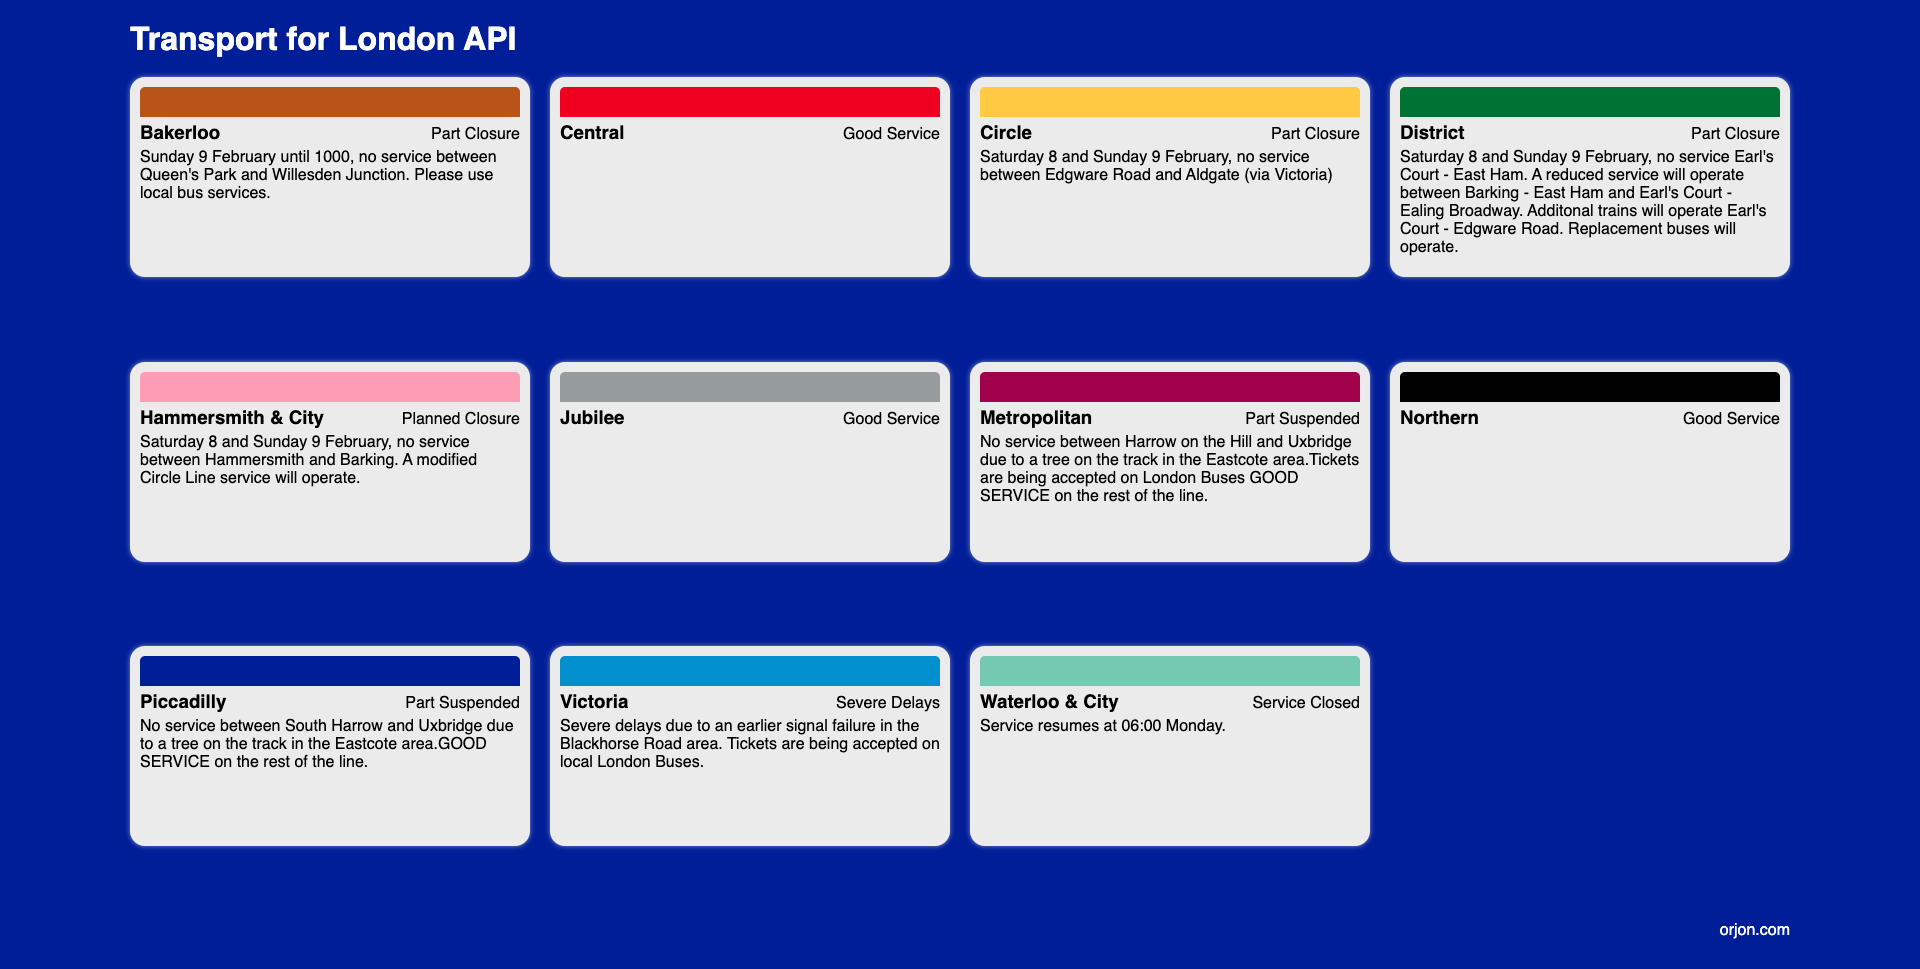 Transport for London API
Bakerloo Part Closure
Sunday 9 February until 1000, no service between
Queen's Park and Willesden Junction. Please use
local bus services.
Central Good Service
Circle Part Closure
Saturday 8 and Sunday 9 February, no service
between Edgware Road and Aldgate (via Victoria)
District Part Closure
Saturday 8 and Sunday 9 February, no service Earl's
Court - East Ham. A reduced service will operate
between Barking - East Ham and Earl's Court -
Ealing Broadway. Additonal trains will operate Earl's
Court - Edgware Road. Replacement buses will
operate.
Hammersmith & City Planned Closure
Saturday 8 and Sunday 9 February, no service
between Hammersmith and Barking. A modified
Circle Line service will operate.
Jubilee Good Service
Metropolitan Part Suspended
No service between Harrow on the Hill and Uxbridge
due to a tree on the track in the Eastcote area.Tickets
are being accepted on London Buses GOOD
SERVICE on the rest of the line.
Northern Good Service
Piccadilly Part Suspended
No service between South Harrow and Uxbridge due
to a tree on the track in the Eastcote area.GOOD
SERVICE on the rest of the line.
Victoria Severe Delays
Severe delays due to an earlier signal failure in the
Blackhorse Road area. Tickets are being accepted on
local London Buses.
Waterloo & City Service Closed
Service resumes at 06:00 Monday.
orjon.com